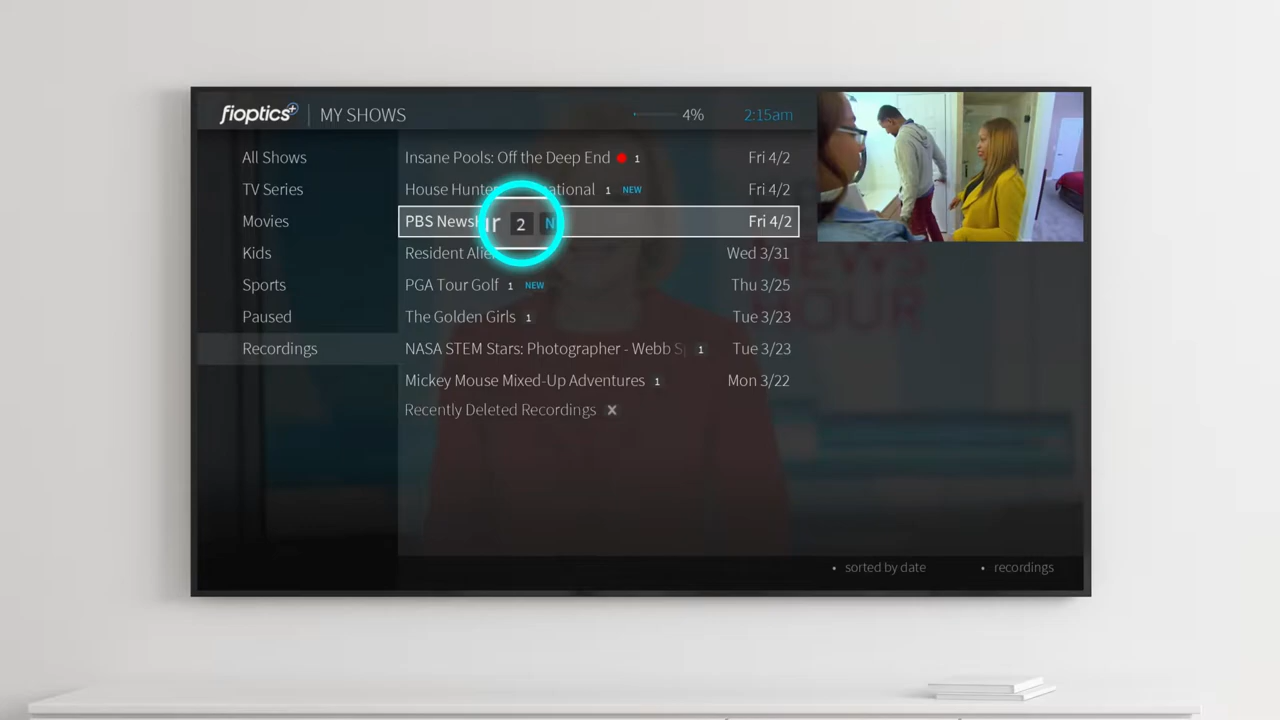 fioptics+ | MY SHOWS 4% 2:15am
All Shows
TV Series
Movies
Kids
Sports
Paused
Recordings
Insane Pools: Off the Deep End 1 Fri 4/2
House Hunte ational 1 NEW Fri 4/2
PBS News r 2 N Fri 4/2
Resident Alie Wed 3/31
PGA Tour Golf 1 NEW Thu 3/25
The Golden Girls 1 Tue 3/23
NASA STEM Stars: Photographer - Webb S 1 Tue 3/23
Mickey Mouse Mixed-Up Adventures 1 Mon 3/22
Recently Deleted Recordings X
NEWS
HOUR
• sorted by date • recordings